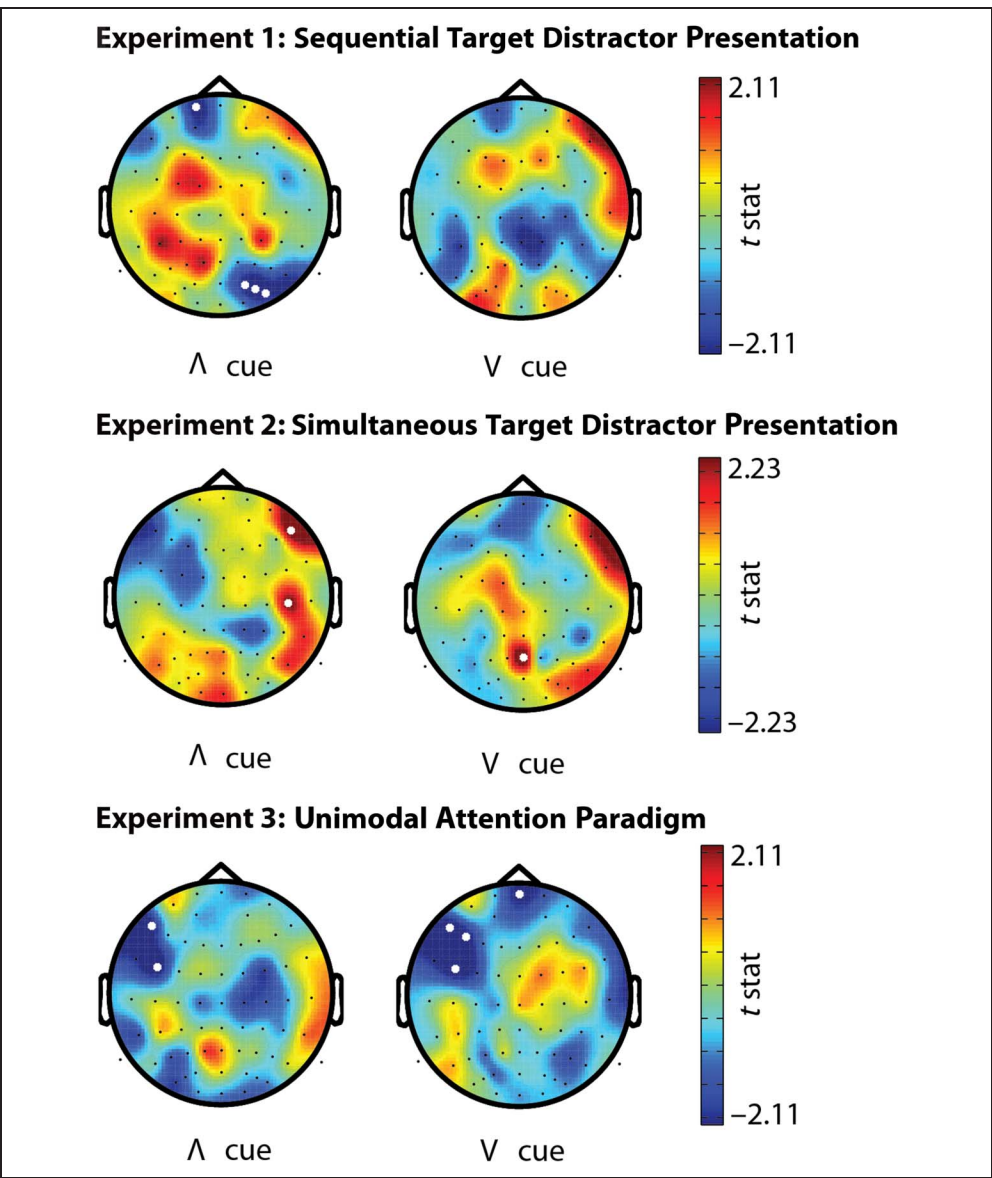 Experiment 1: Sequential Target Distractor Presentation
2.11
t stat
−2.11
Λ cue
V cue
Experiment 2: Simultaneous Target Distractor Presentation
2.23
t stat
−2.23
Λ cue
V cue
Experiment 3: Unimodal Attention Paradigm
2.11
t stat
−2.11
Λ cue
V cue